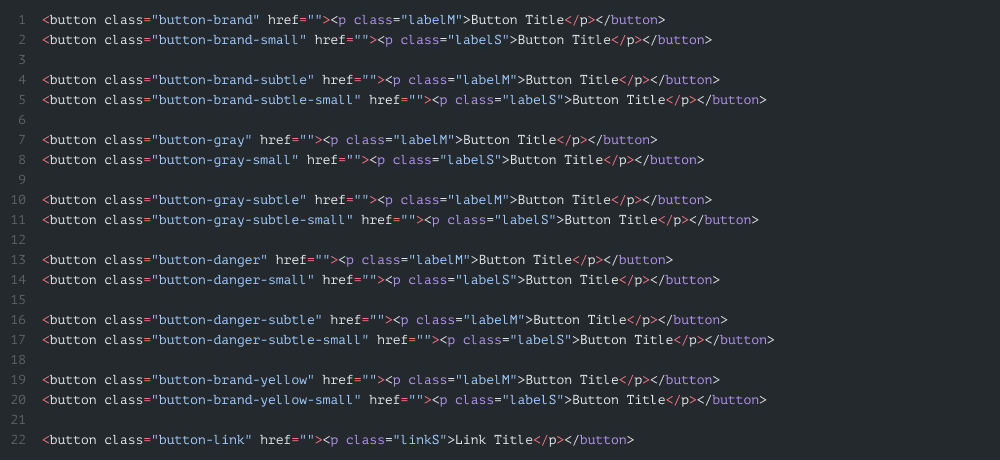 1 <button class="button-brand" href=""><p class="labelM">Button Title</p></button>
2 <button class="button-brand-small" href=""><p class="labelS">Button Title</p></button>
3
4 <button class="button-brand-subtle" href=""><p class="labelM">Button Title</p></button>
5 <button class="button-brand-subtle-small" href=""><p class="labelS">Button Title</p></button>
6
7 <button class="button-gray" href=""><p class="labelM">Button Title</p></button>
8 <button class="button-gray-small" href=""><p class="labelS">Button Title</p></button>
9
10 <button class="button-gray-subtle" href=""><p class="labelM">Button Title</p></button>
11 <button class="button-gray-subtle-small" href=""><p class="labelS">Button Title</p></button>
12
13 <button class="button-danger" href=""><p class="labelM">Button Title</p></button>
14 <button class="button-danger-small" href=""><p class="labelS">Button Title</p></button>
15
16 <button class="button-danger-subtle" href=""><p class="labelM">Button Title</p></button>
17 <button class="button-danger-subtle-small" href=""><p class="labelS">Button Title</p></button>
18
19 <button class="button-brand-yellow" href=""><p class="labelM">Button Title</p></button>
20 <button class="button-brand-yellow-small" href=""><p class="labelS">Button Title</p></button>
21
22 <button class="button-link" href=""><p class="linkS">Link Title</p></button>